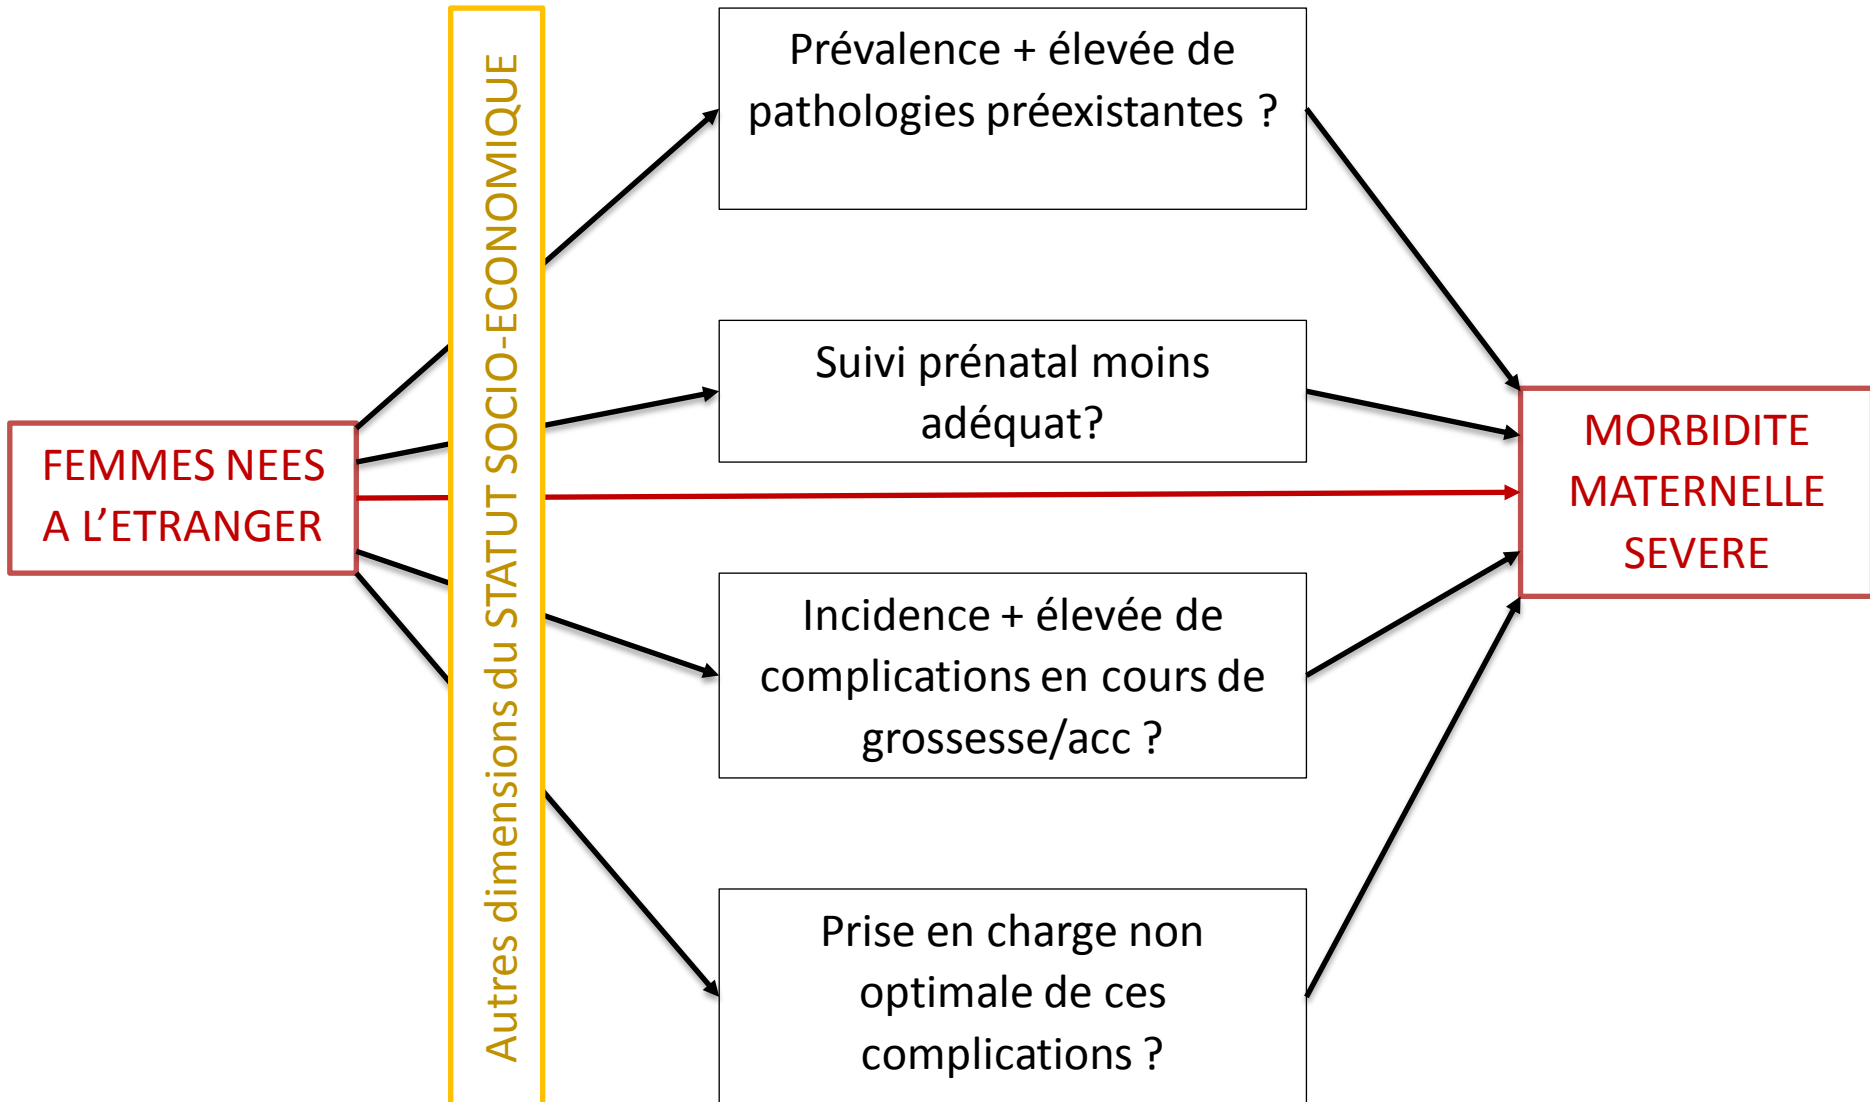 FEMMES NEES
A L’ETRANGER
Autres dimensions du STATUT SOCIO-ECONOMIQUE
Prévalence + élevée de
pathologies préexistantes ?
Suivi prénatal moins
adéquat?
Incidence + élevée de
complications en cours de
grossesse/acc ?
Prise en charge non
optimale de ces
complications ?
MORBIDITE
MATERNELLE
SEVERE